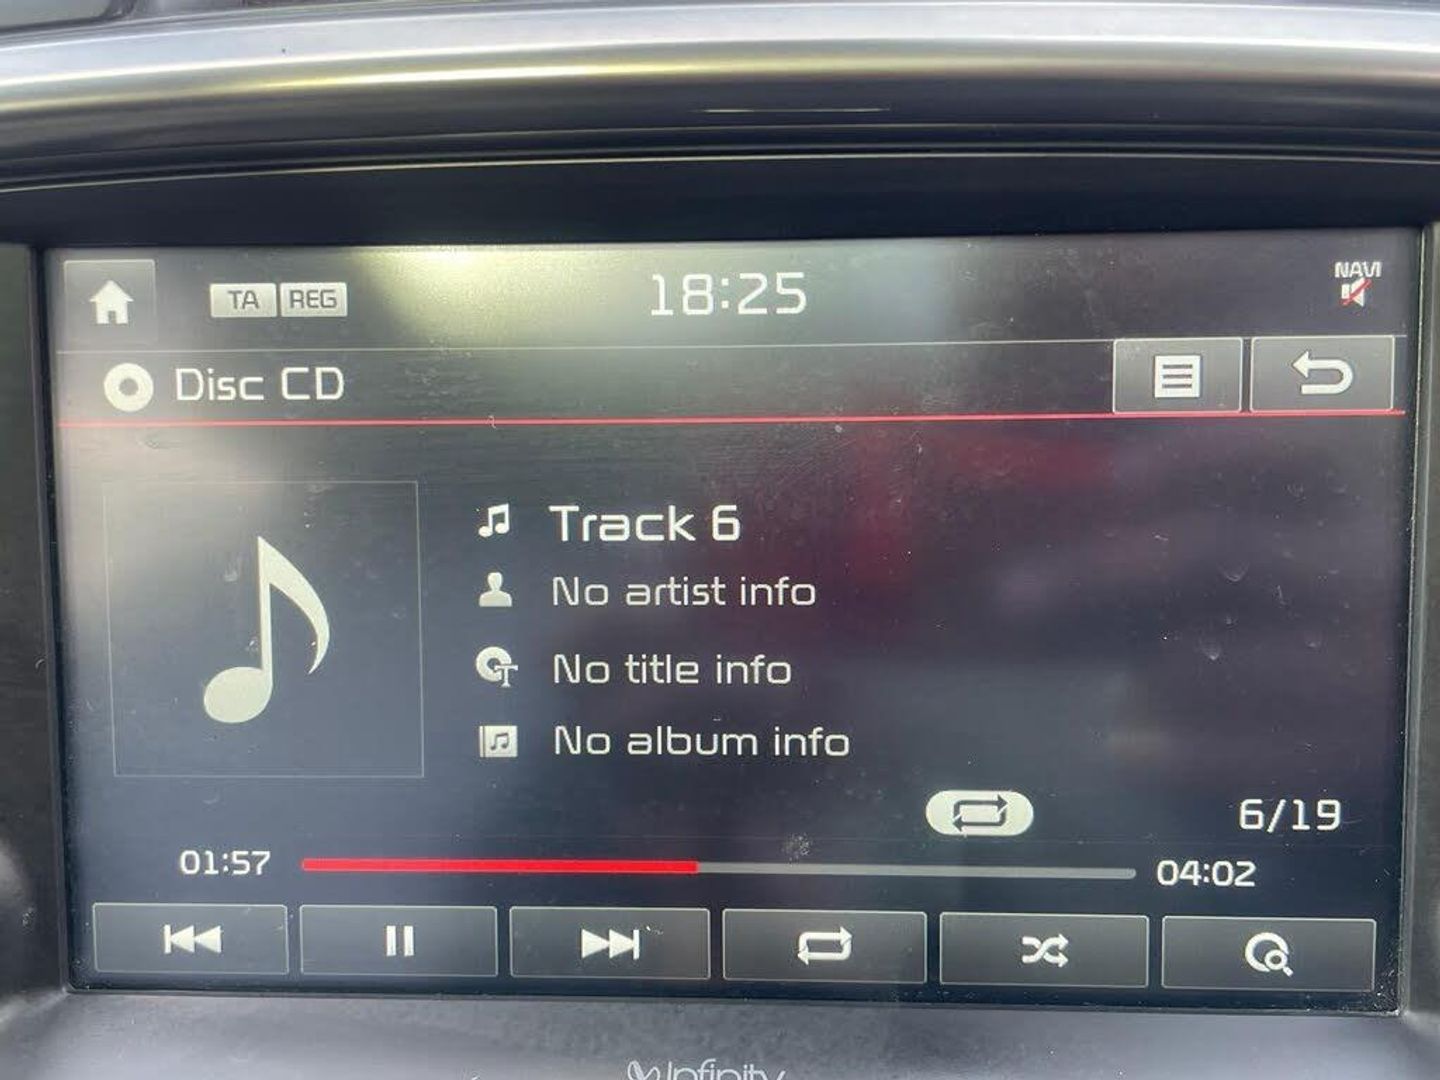 TA REG 18:25 NAVI
Disc CD
Track 6
No artist info
No title info
No album info
6/19
01:57 04:02
Infinity